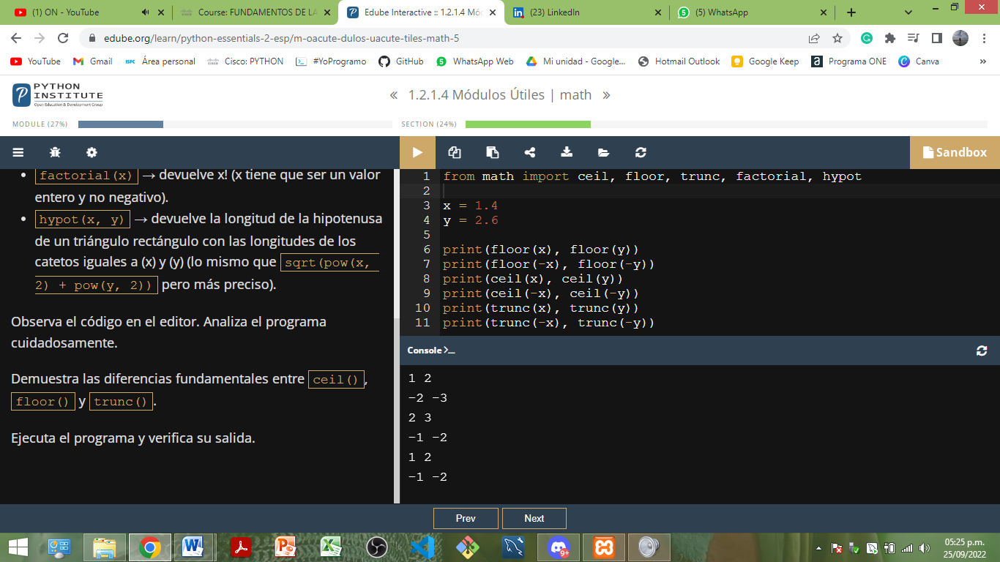 (1) ON - YouTube
Course: FUNDAMENTOS DE LA
Edube Interactive :: 1.2.1.4 Mód
(23) LinkedIn
(5) WhatsApp
edube.org/learn/python-essentials-2-esp/m-oacute-dulos-uacute-tiles-math-5
YouTube
Gmail
Área personal
Cisco: PYTHON
#YoProgramo
GitHub
WhatsApp Web
Mi unidad - Google...
Hotmail Outlook
Google Keep
Programa ONE
Canva
PYTHON
INSTITUTE
Open Education & Development Group
« 1.2.1.4 Módulos Útiles | math »
MODULE (27%)
SECTION (24%)
Sandbox
• factorial(x) → devuelve x! (x tiene que ser un valor
entero y no negativo).
• hypot(x, y) → devuelve la longitud de la hipotenusa
de un triángulo rectángulo con las longitudes de los
catetos iguales a (x) y (y) (lo mismo que sqrt(pow(x,
2) + pow(y, 2)) pero más preciso).
Observa el código en el editor. Analiza el programa
cuidadosamente.
Demuestra las diferencias fundamentales entre ceil(),
floor() y trunc().
Ejecuta el programa y verifica su salida.
1 from math import ceil, floor, trunc, factorial, hypot
2
3 x = 1.4
4 y = 2.6
5
6 print(floor(x), floor(y))
7 print(floor(-x), floor(-y))
8 print(ceil(x), ceil(y))
9 print(ceil(-x), ceil(-y))
10 print(trunc(x), trunc(y))
11 print(trunc(-x), trunc(-y))
Console >_
1 2
-2 -3
2 3
-1 -2
1 2
-1 -2
Prev
Next
9+
05:25 p.m.
25/09/2022